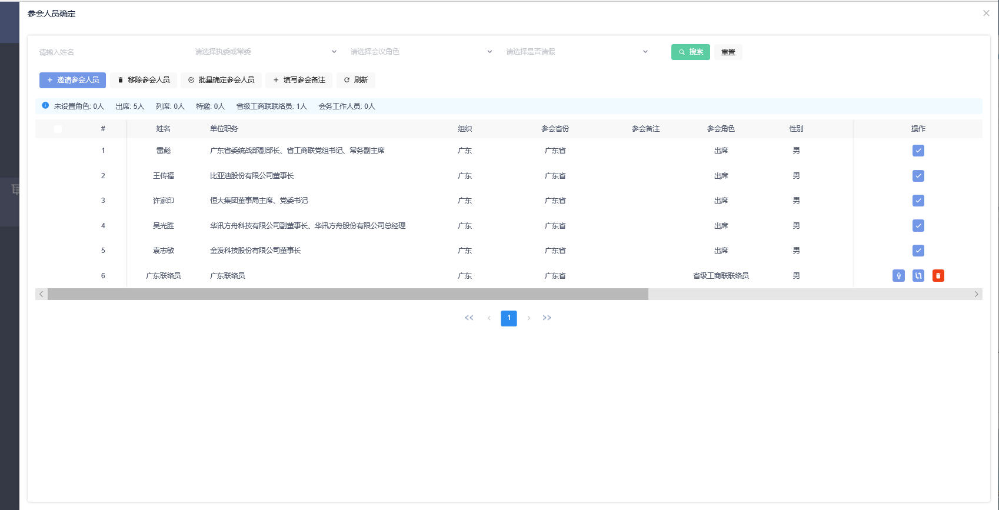 参会人员确定
请输入姓名 请选择执委或常委 请选择会议角色 请选择是否请假 搜索 重置
邀请参会人员 移除参会人员 批量确定参会人员 填写参会备注 刷新
未设置角色: 0人 出席: 5人 列席: 0人 特邀: 0人 省级工商联联络员: 1人 会务工作人员: 0人
# 姓名 单位职务 组织 参会省份 参会备注 参会角色 性别 操作
1 雷彪 广东省委统战部副部长、省工商联党组书记、常务副主席 广东 广东省 出席 男
2 王传福 比亚迪股份有限公司董事长 广东 广东省 出席 男
3 许家印 恒大集团董事局主席、党委书记 广东 广东省 出席 男
4 吴光胜 华讯方舟科技有限公司副董事长、华讯方舟股份有限公司总经理 广东 广东省 出席 男
5 袁志敏 金发科技股份有限公司董事长 广东 广东省 出席 男
6 广东联络员 广东联络员 广东 广东省 省级工商联联络员 男
<< < 1 > >>